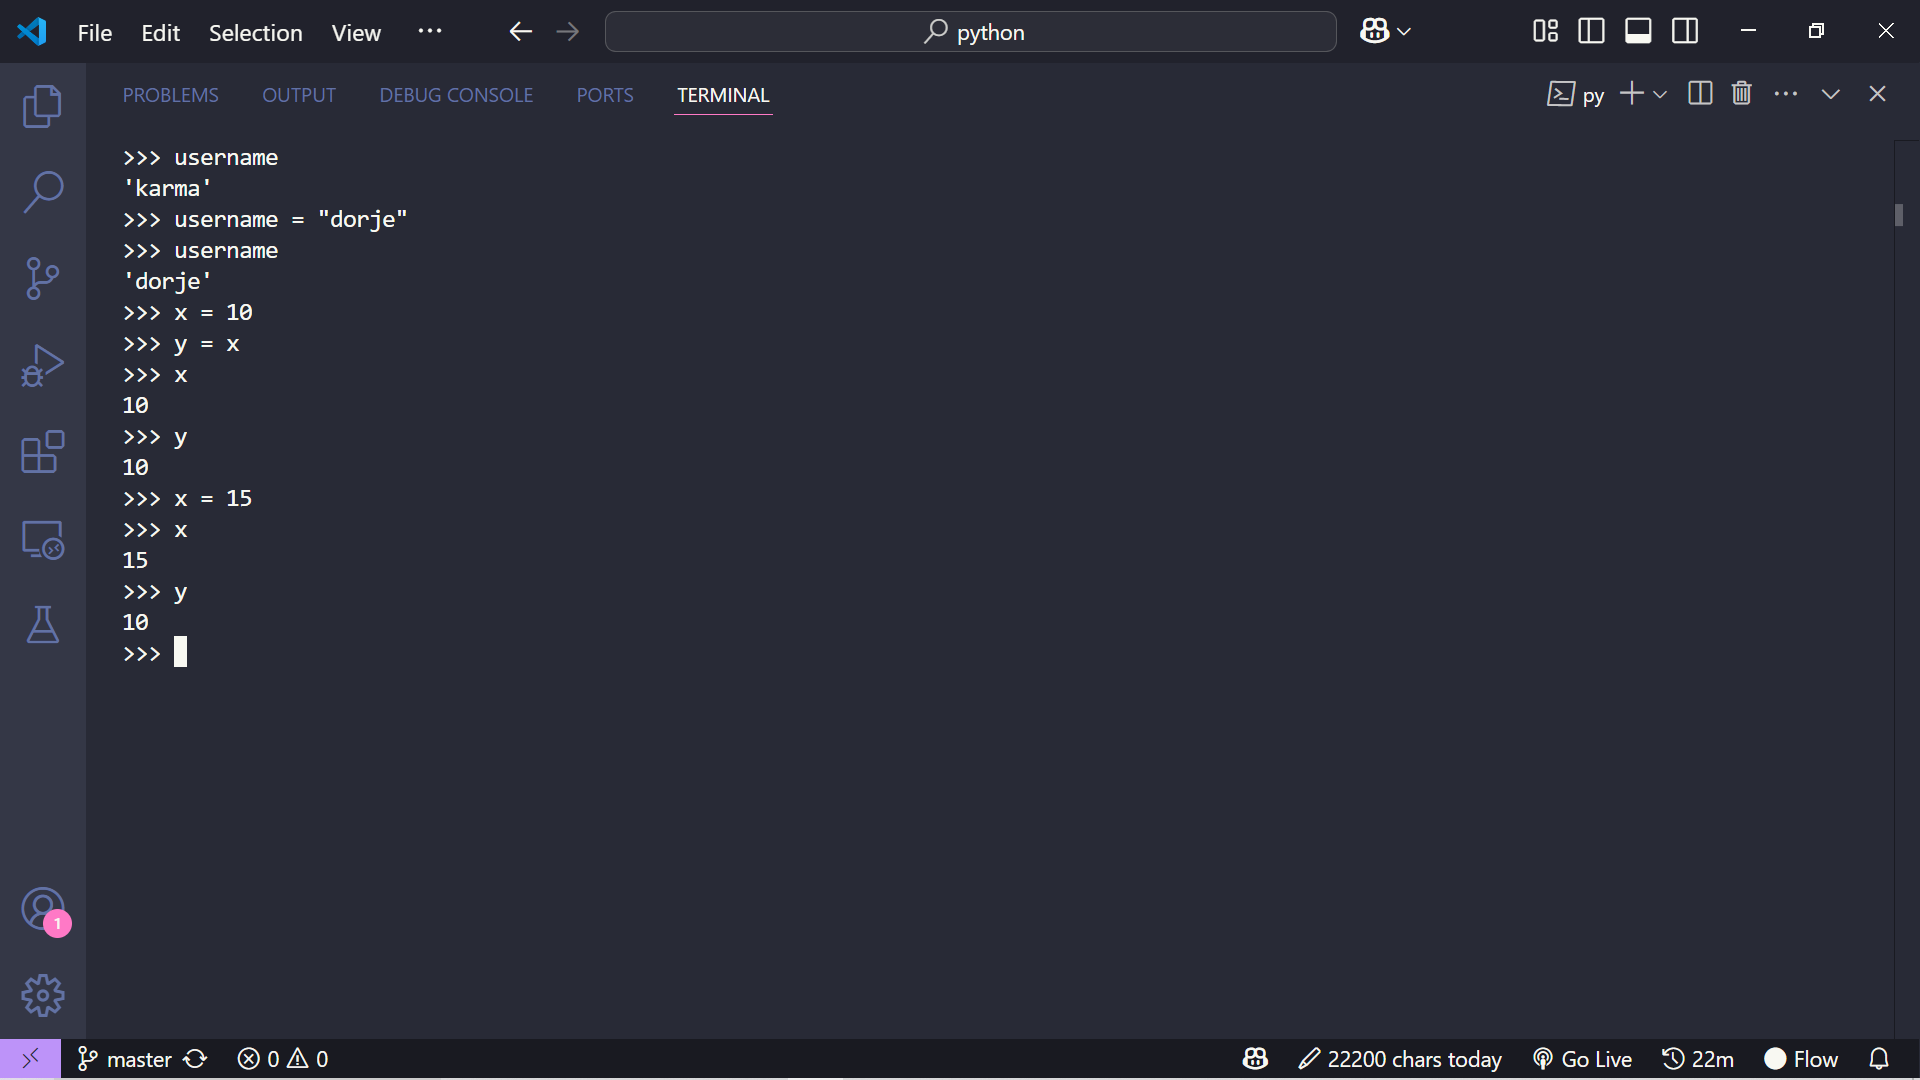 File Edit Selection View ··· python
PROBLEMS OUTPUT DEBUG CONSOLE PORTS TERMINAL py
>>> username
'karma'
>>> username = "dorje"
>>> username
'dorje'
>>> x = 10
>>> y = x
>>> x
10
>>> y
10
>>> x = 15
>>> x
15
>>> y
10
>>>
1
master 0 0 22200 chars today Go Live 22m Flow